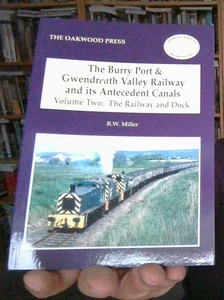 THE OAKWOOD PRESS
The Burry Port &
Gwendreath Valley Railway
and its Antecedent Canals
Volume Two: The Railway and Dock
R.W. Miller